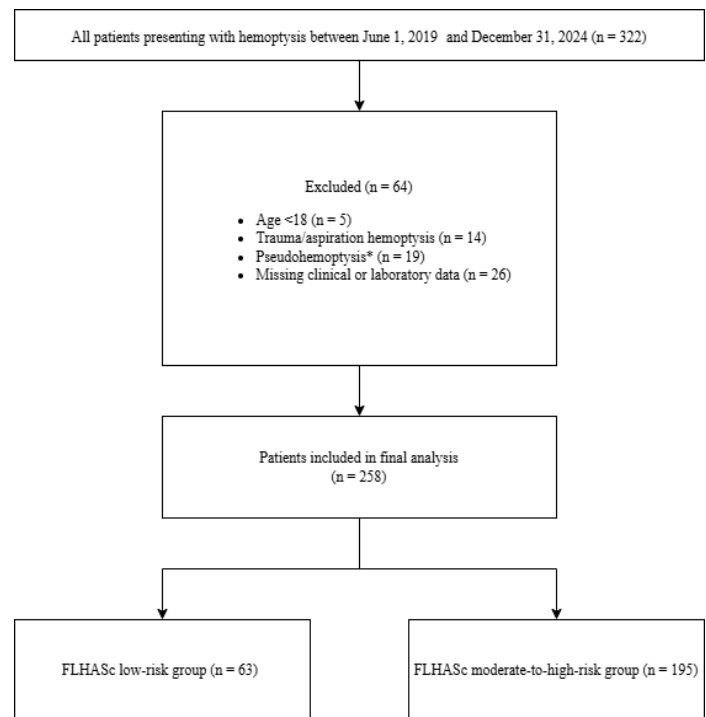 All patients presenting with hemoptysis between June 1, 2019 and December 31, 2024 (n = 322)
Excluded (n = 64)
• Age <18 (n = 5)
• Trauma/aspiration hemoptysis (n = 14)
• Pseudohemoptysis* (n = 19)
• Missing clinical or laboratory data (n = 26)
Patients included in final analysis
(n = 258)
FLHASc low-risk group (n = 63)
FLHASc moderate-to-high-risk group (n = 195)